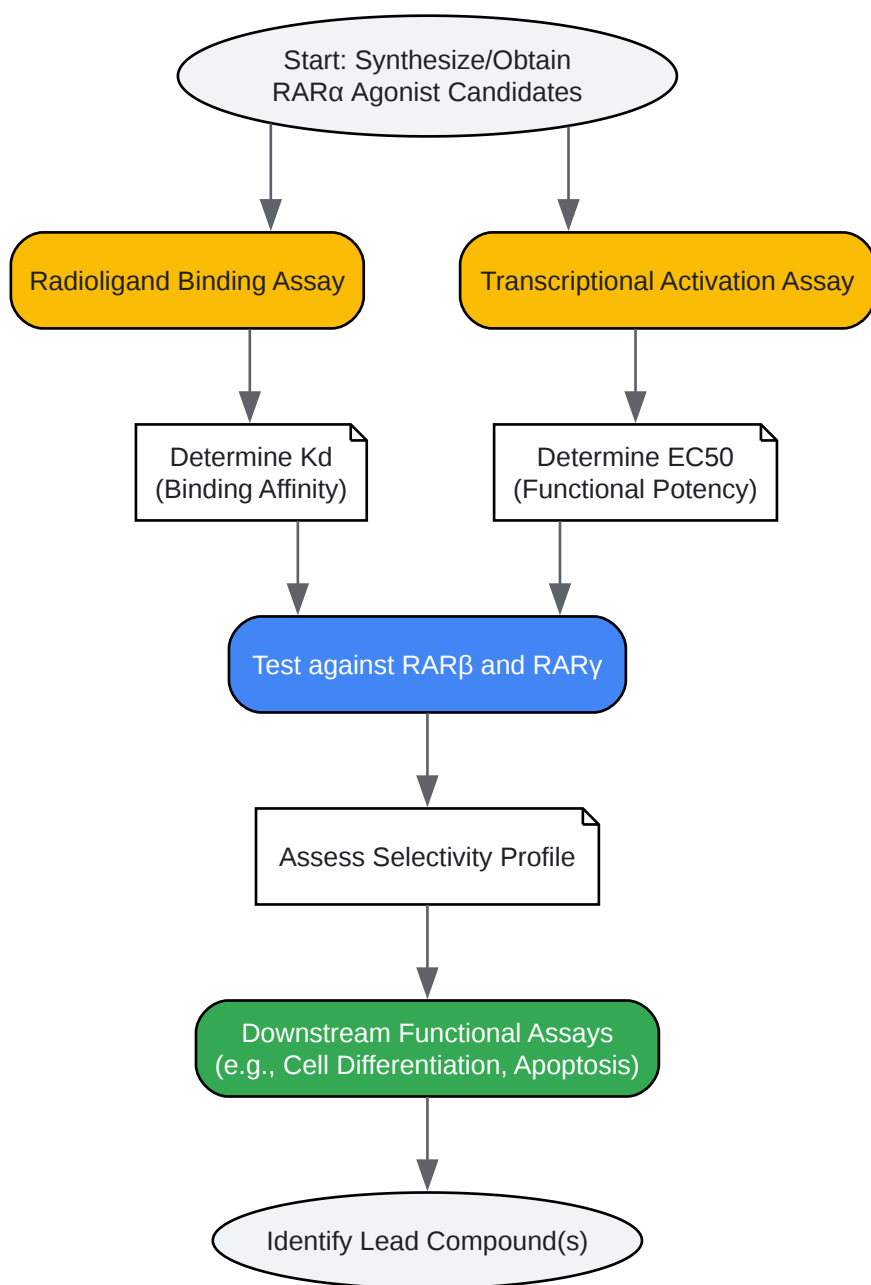 Start: Synthesize/Obtain
RARα Agonist Candidates
Radioligand Binding Assay
Transcriptional Activation Assay
Determine Kd
(Binding Affinity)
Determine EC50
(Functional Potency)
Test against RARβ and RARγ
Assess Selectivity Profile
Downstream Functional Assays
(e.g., Cell Differentiation, Apoptosis)
Identify Lead Compound(s)